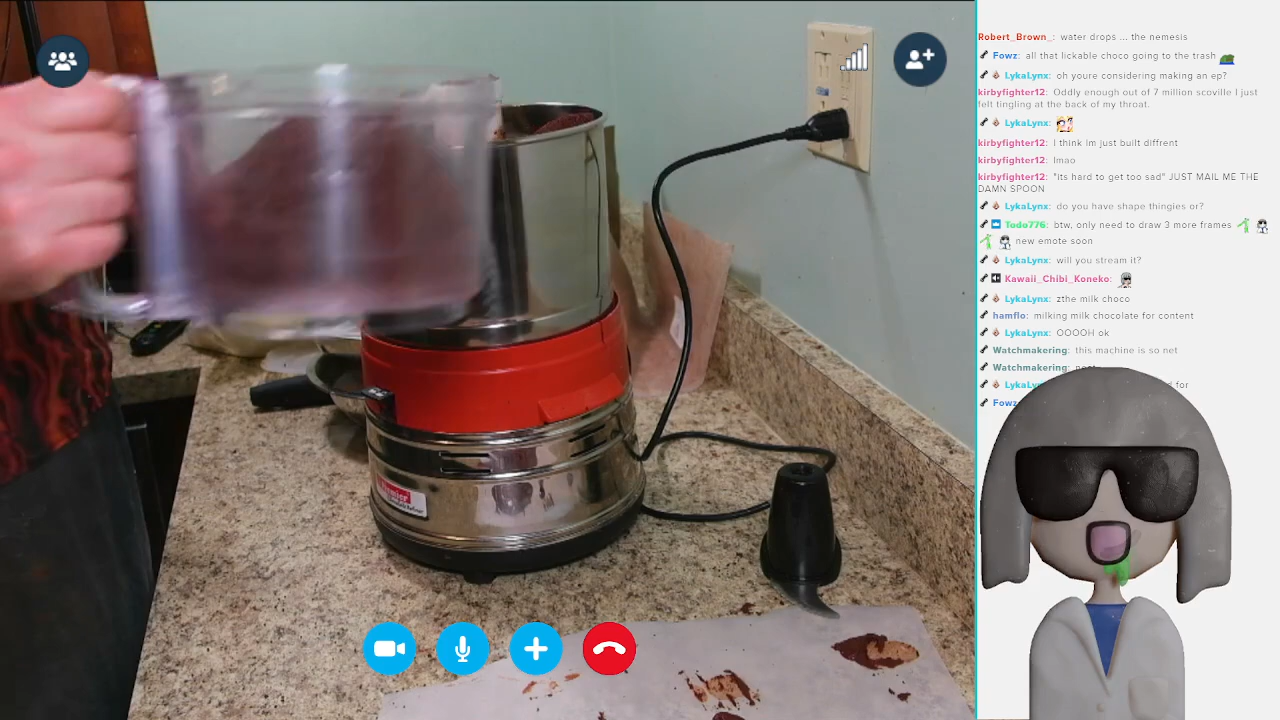 Robert_Brown_: water drops ... the nemesis
Fowz: all that lickable choco going to the trash
LykaLynx: oh youre considering making an ep?
kirbyfighter12: Oddly enough out of 7 million scoville I just
felt tingling at the back of my throat.
LykaLynx:
kirbyfighter12: I think im just built diffrent
kirbyfighter12: lmao
kirbyfighter12: "its hard to get too sad" JUST MAIL ME THE
DAMN SPOON
LykaLynx: do you have shape thingies or?
Todo776: btw, only need to draw 3 more frames
new emote soon
LykaLynx: will you stream it?
Kawaii_Chibi_Koneko:
LykaLynx: zthe milk choco
hamflo: milking milk chocolate for content
LykaLynx: OOOOH ok
Watchmakering: this machine is so net
Watchmakering:
for
Fowz